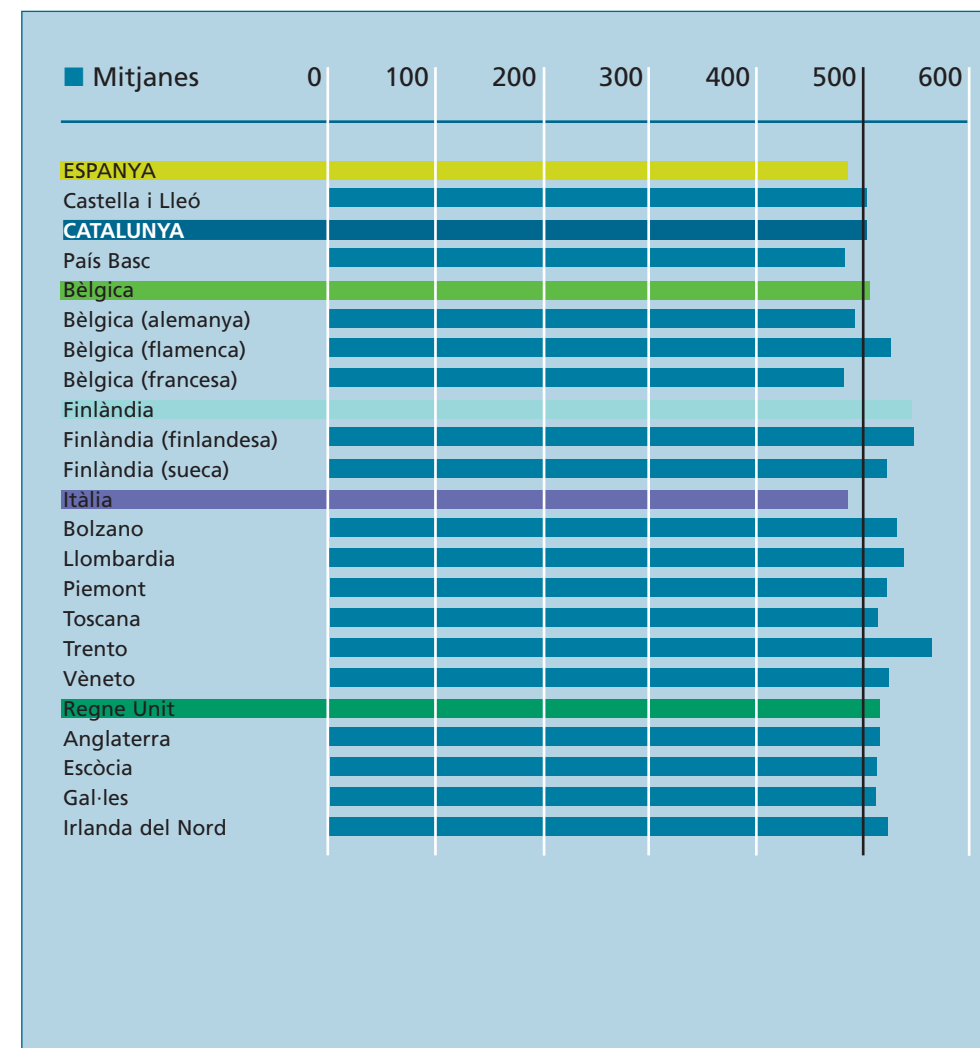 Mitjanes 0 100 200 300 400 500 600
ESPANYA
Castella i Lleó
CATALUNYA
País Basc
Bèlgica
Bèlgica (alemanya)
Bèlgica (flamenca)
Bèlgica (francesa)
Finlàndia
Finlàndia (finlandesa)
Finlàndia (sueca)
Itàlia
Bolzano
Llombardia
Piemont
Toscana
Trento
Vèneto
Regne Unit
Anglaterra
Escòcia
Gal·les
Irlanda del Nord